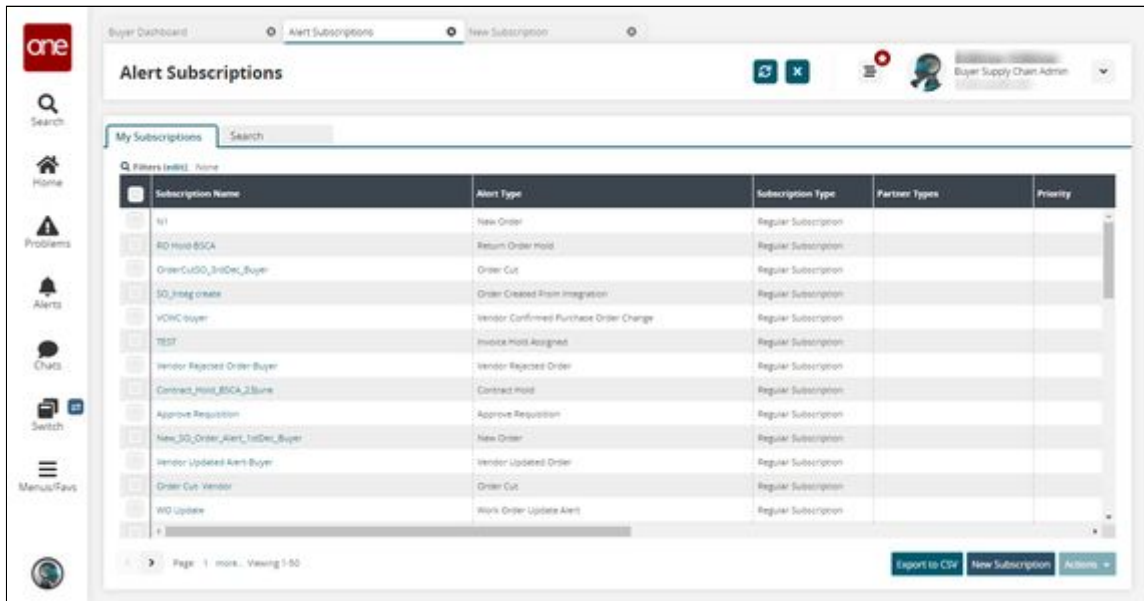 one
Buyer Dashboard Alert Subscriptions New Subscription
Alert Subscriptions
Buyer Supply Chain Admin
Search
Home
Problems
Alerts
Chats
Switch
Menus/Favs
My Subscriptions Search
Filters (edit): None
Subscription Name Alert Type Subscription Type Partner Types Priority
N1 New Order Regular Subscription
RO Hold-BSCA Return Order Hold Regular Subscription
OrderCutSO_3rdDec_Buyer Order Cut Regular Subscription
SO_Integ create Order Created From Integration Regular Subscription
VCWC-buyer Vendor Confirmed Purchase Order Change Regular Subscription
TEST Invoice Hold Assigned Regular Subscription
Vendor Rejected Order-Buyer Vendor Rejected Order Regular Subscription
Contract_Hold_BSCA_23June Contract Hold Regular Subscription
Approve Requisition Approve Requisition Regular Subscription
New_SO_Order_Alert_1stDec_Buyer New Order Regular Subscription
Vendor Updated Alert-Buyer Vendor Updated Order Regular Subscription
Order Cut- Vendor Order Cut Regular Subscription
WO Update Work Order Update Alert Regular Subscription
Page 1 more... Viewing 1-50
Export to CSV New Subscription Actions